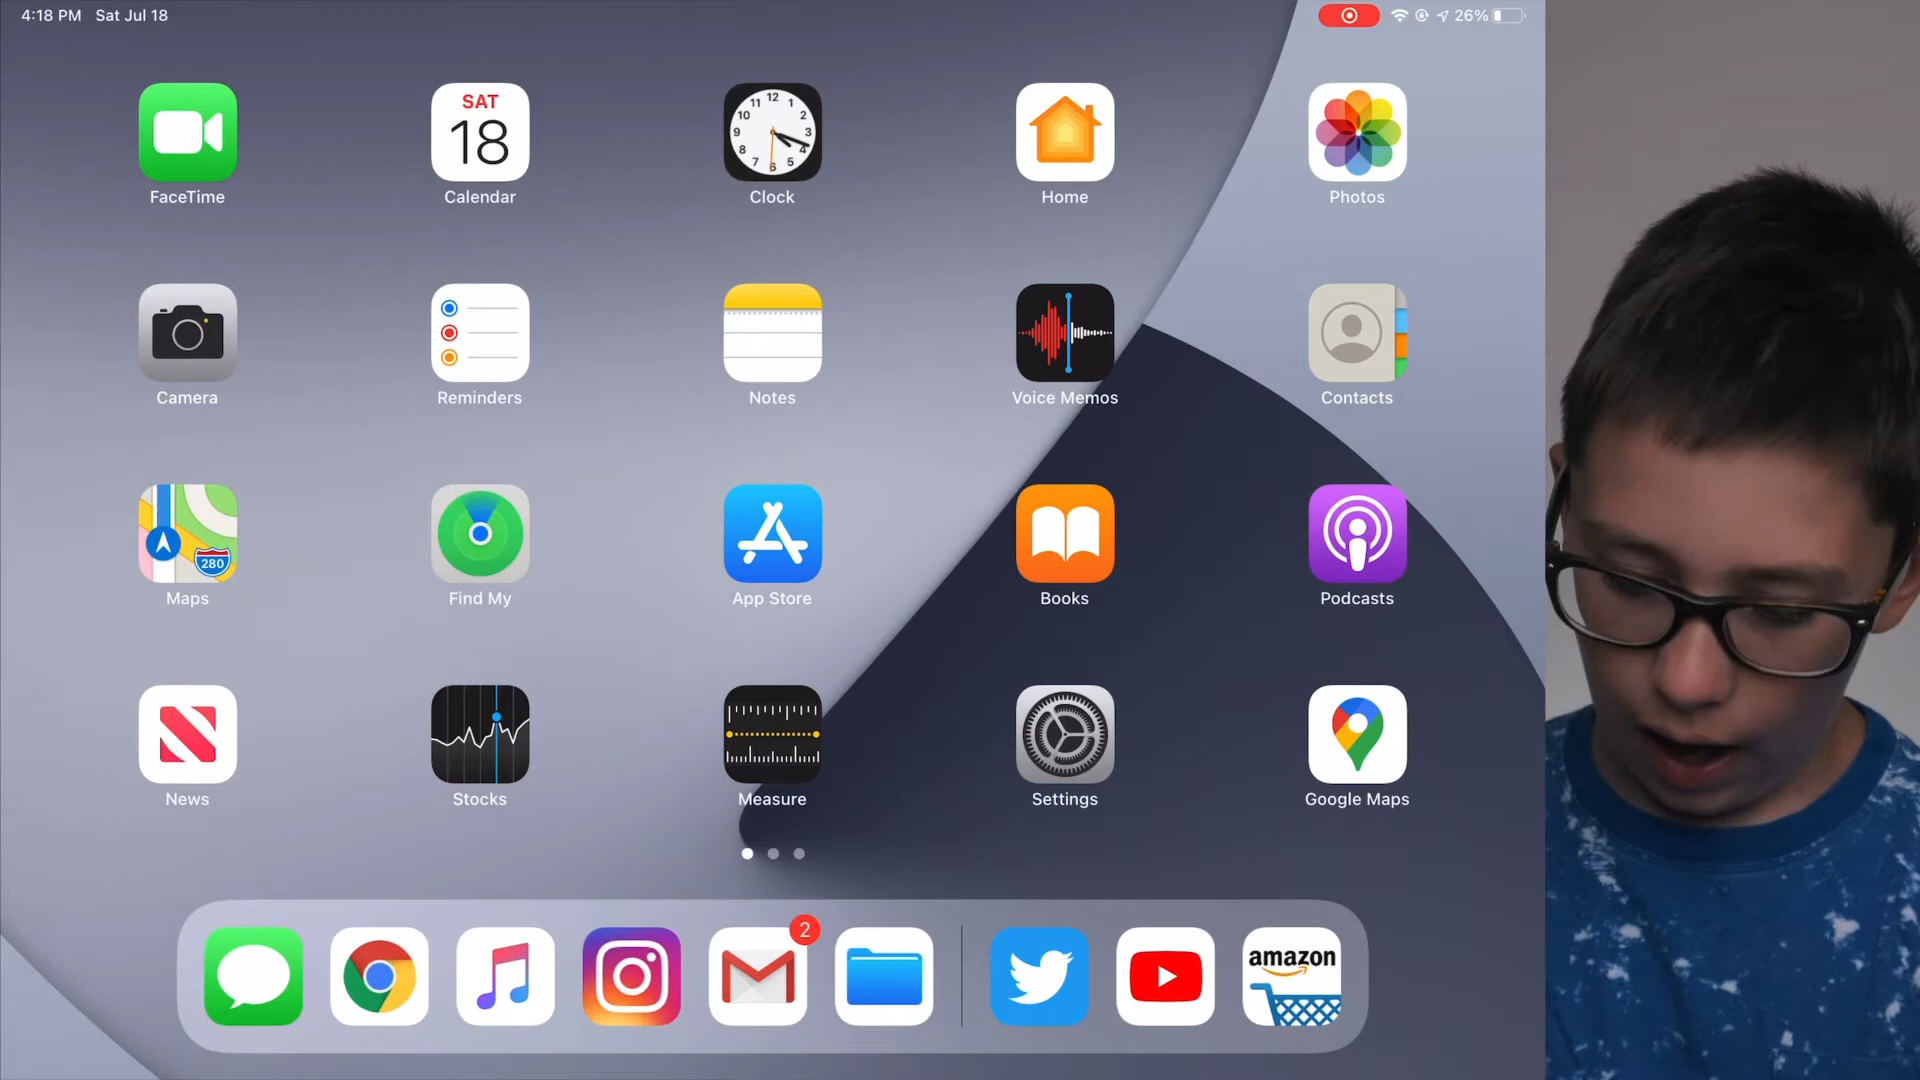 4:18 PM Sat Jul 18
26%
SAT
18
12
11 1
10 2
9 3
8 4
7 5
6
FaceTime Calendar Clock Home Photos
Camera Reminders Notes Voice Memos Contacts
280
Maps Find My App Store Books Podcasts
News Stocks Measure Settings Google Maps
2
amazon